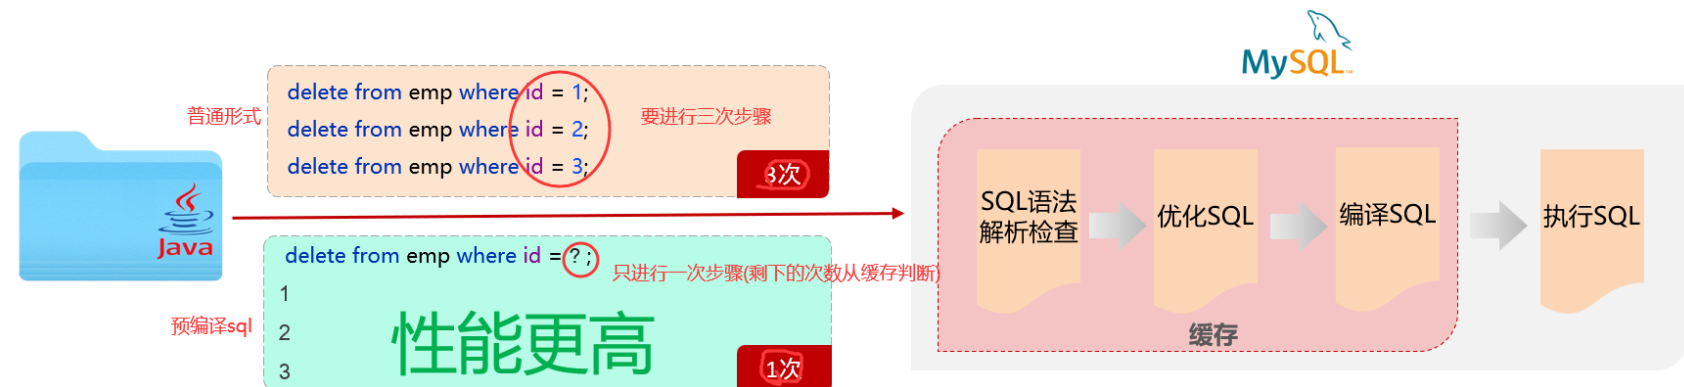 MySQL
普通形式
delete from emp where id = 1;
delete from emp where id = 2;
delete from emp where id = 3;
要进行三次步骤
3次
Java
delete from emp where id = ? ;
只进行一次步骤(剩下的次数从缓存判断)
1
2
3
预编译sql
性能更高
1次
SQL语法
解析检查
优化SQL
编译SQL
执行SQL
缓存